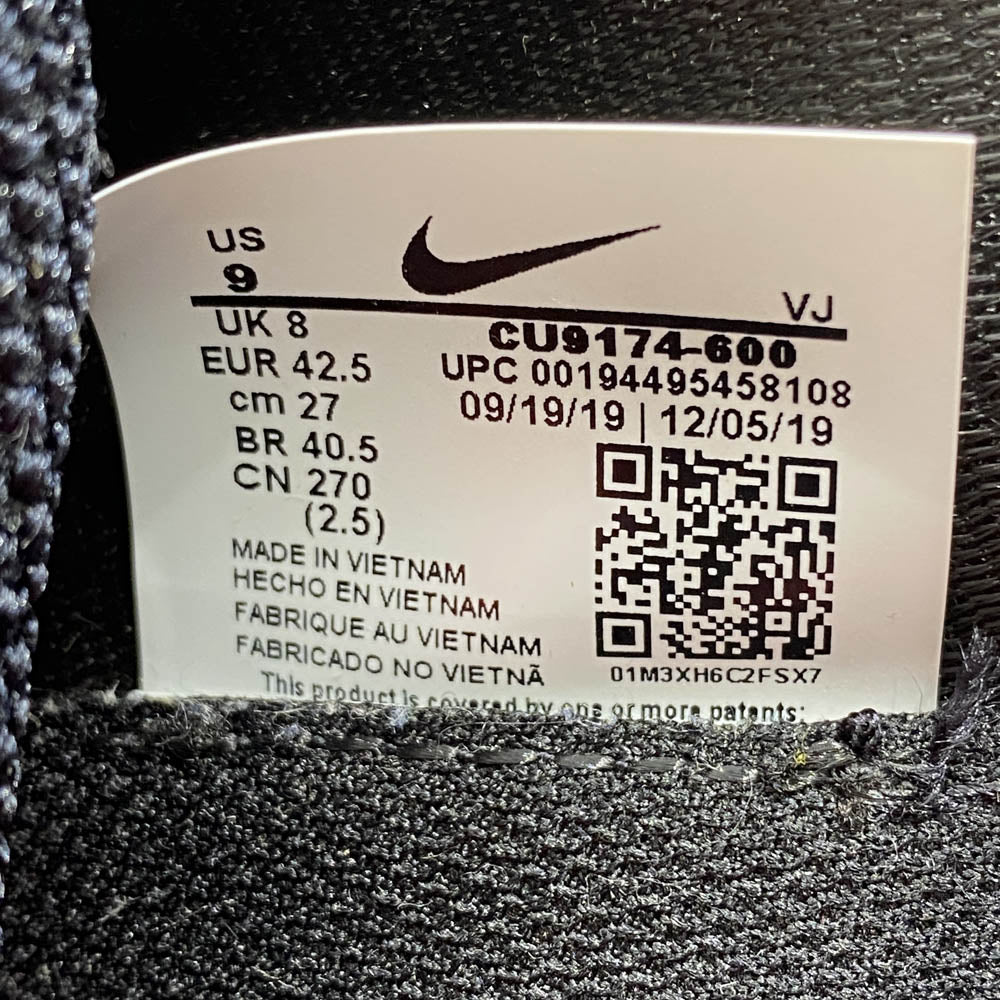 US
9
VJ
UK 8
EUR 42.5
cm 27
BR 40.5
CN 270
(2.5)
CU9174-600
UPC 00194495458108
09/19/19 | 12/05/19
01M3XH6C2FSX7
MADE IN VIETNAM
HECHO EN VIETNAM
FABRIQUE AU VIETNAM
FABRICADO NO VIETNÃ
This product is covered by one or more patents: